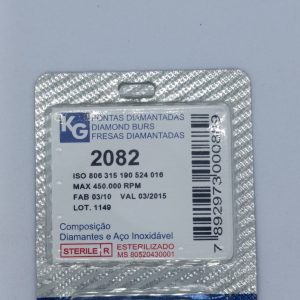 KG
PONTAS DIAMANTADAS
DIAMOND BURS
FRESAS DIAMANTADAS
2082
ISO 806 315 190 524 016
MAX 450.000 RPM
FAB 03/10 VAL 03/2015
LOT. 1149
Composição
Diamantes e Aço Inoxidável
STERILE R ESTERILIZADO
MS 80520430001